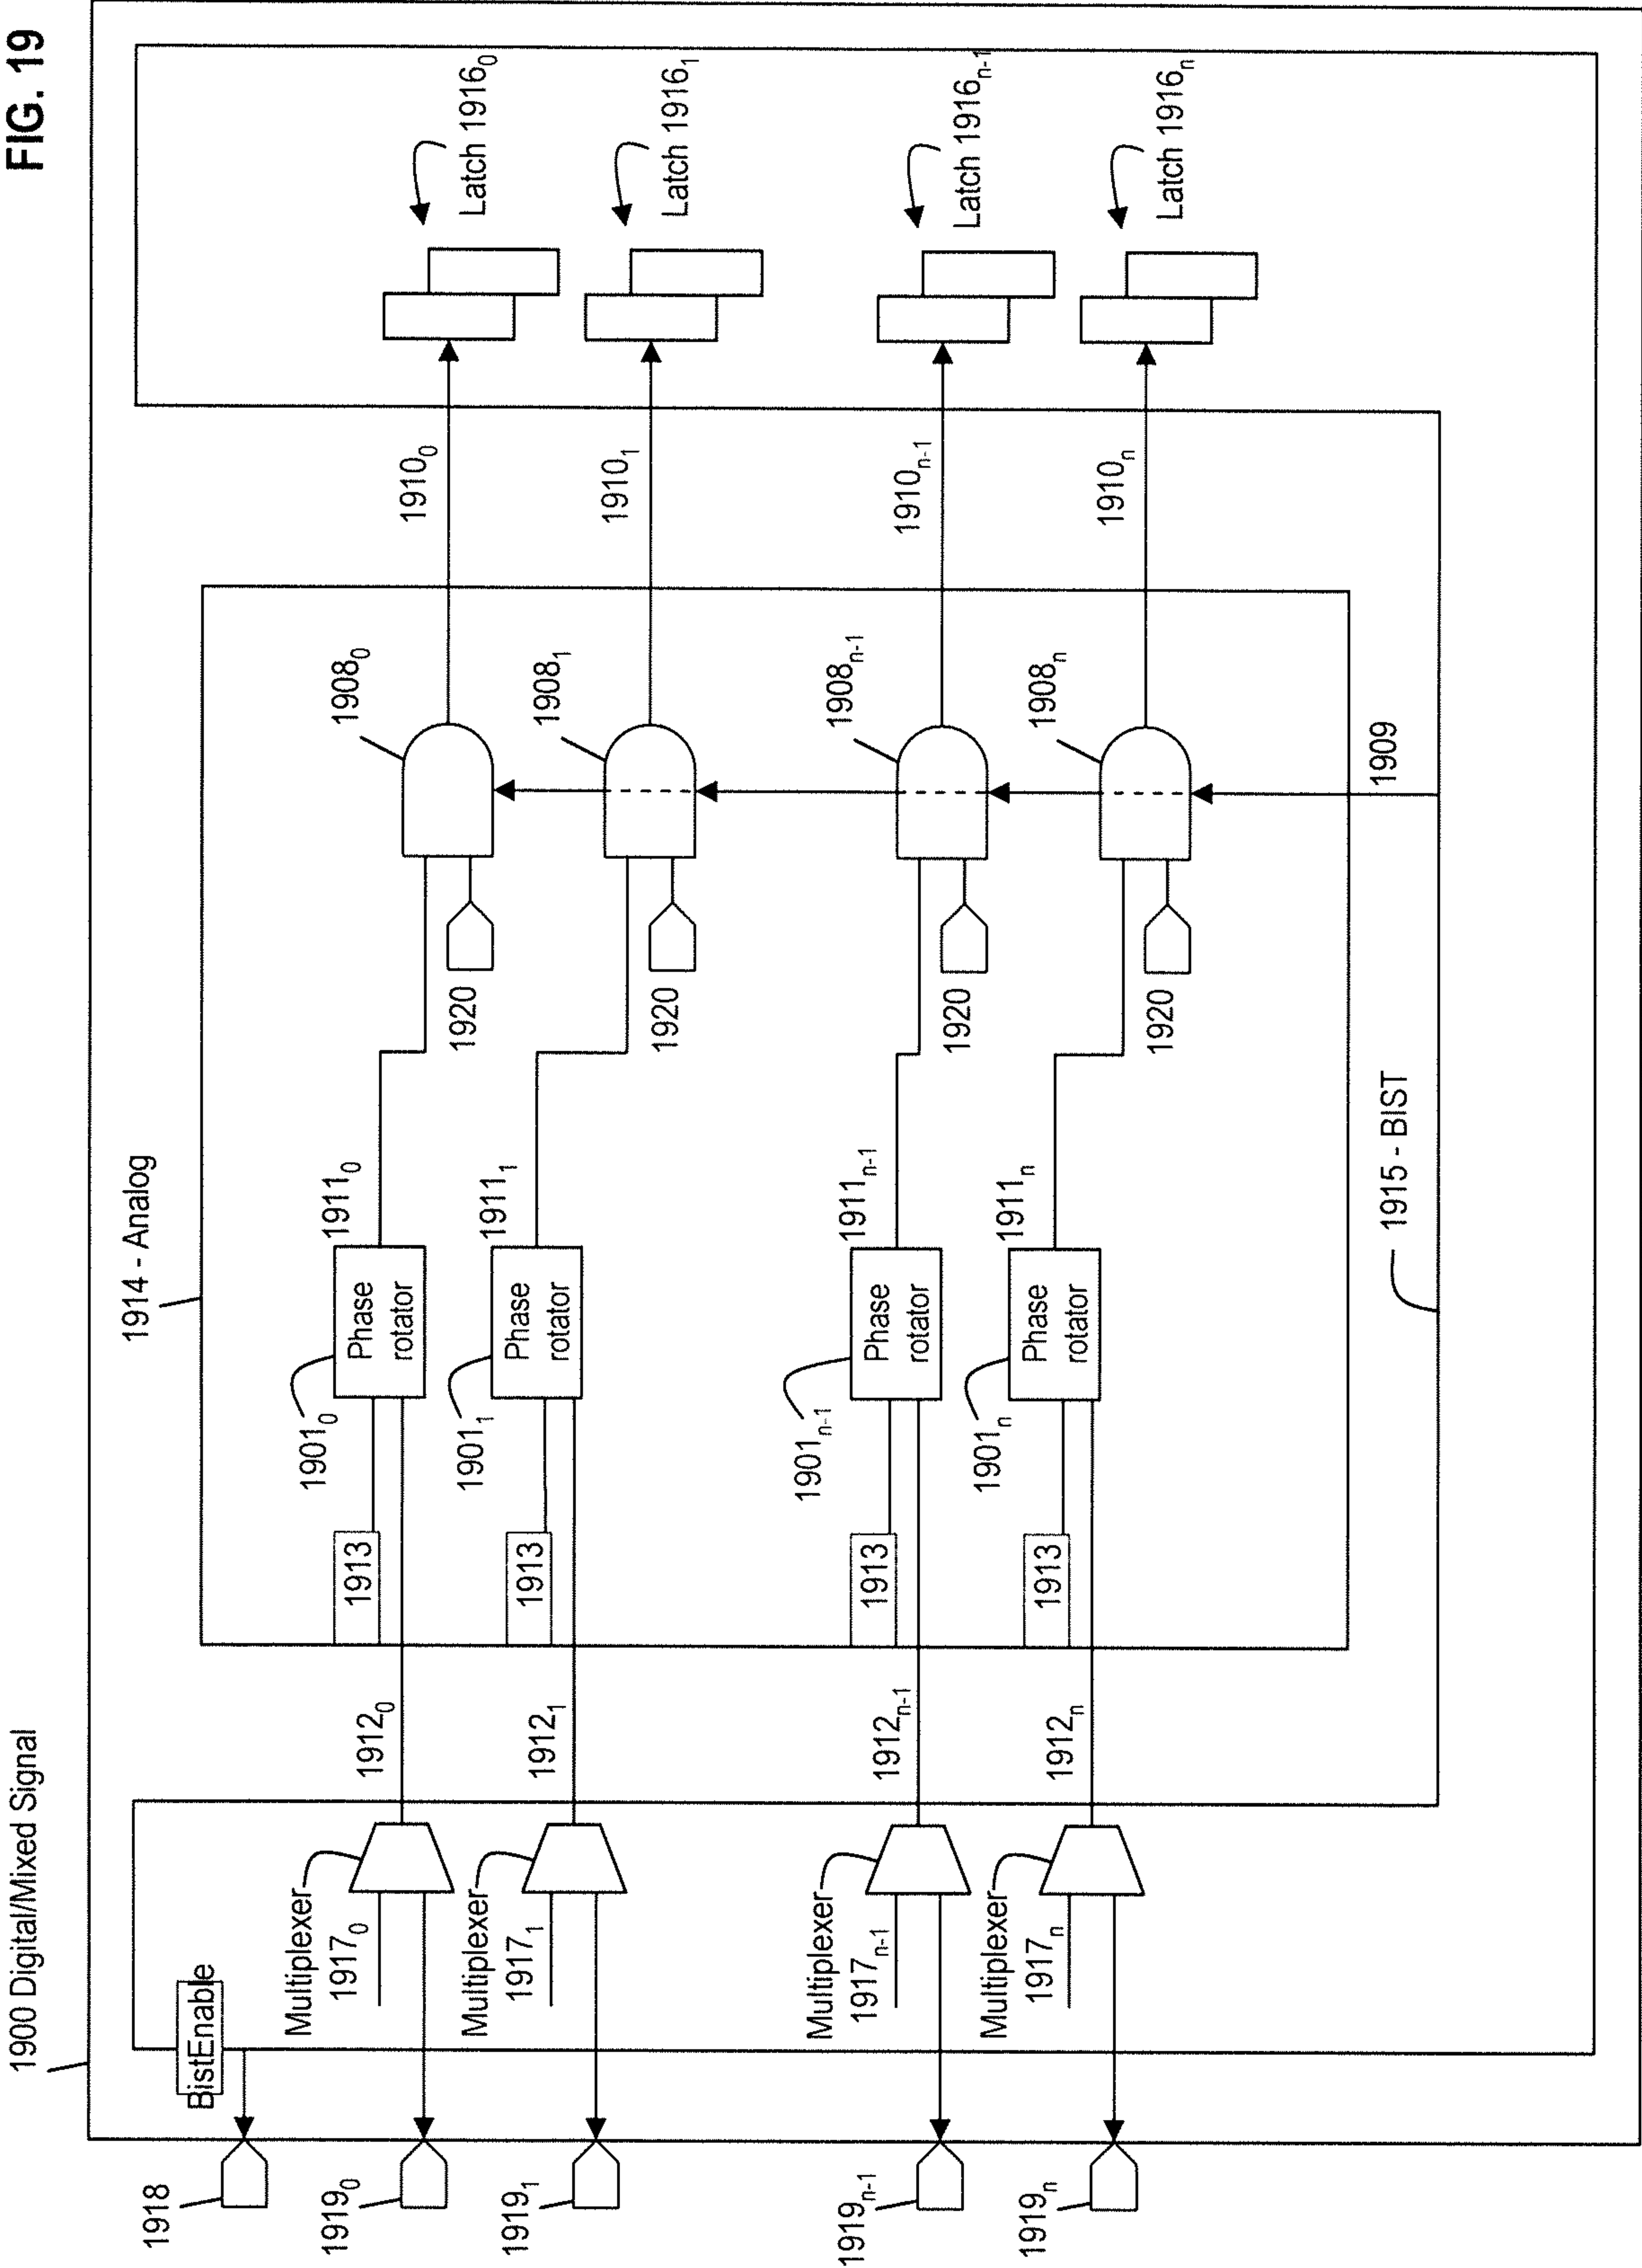 FIG. 19
1900 Digital/Mixed Signal
1914 - Analog
1915 - BIST
BistEnable
1918
1919₀
1919₁
1919ₙ₋₁
1919ₙ
Multiplexer
1917₀
Multiplexer
1917₁
Multiplexer
1917ₙ₋₁
Multiplexer
1917ₙ
1912₀
1912₁
1912ₙ₋₁
1912ₙ
1913
1913
1913
1913
1901₀
1901₁
1901ₙ₋₁
1901ₙ
Phase
rotator
Phase
rotator
Phase
rotator
Phase
rotator
1911₀
1911₁
1911ₙ₋₁
1911ₙ
1920
1920
1920
1920
1908₀
1908₁
1908ₙ₋₁
1908ₙ
1909
1910₀
1910₁
1910ₙ₋₁
1910ₙ
Latch 1916₀
Latch 1916₁
Latch 1916ₙ₋₁
Latch 1916ₙ